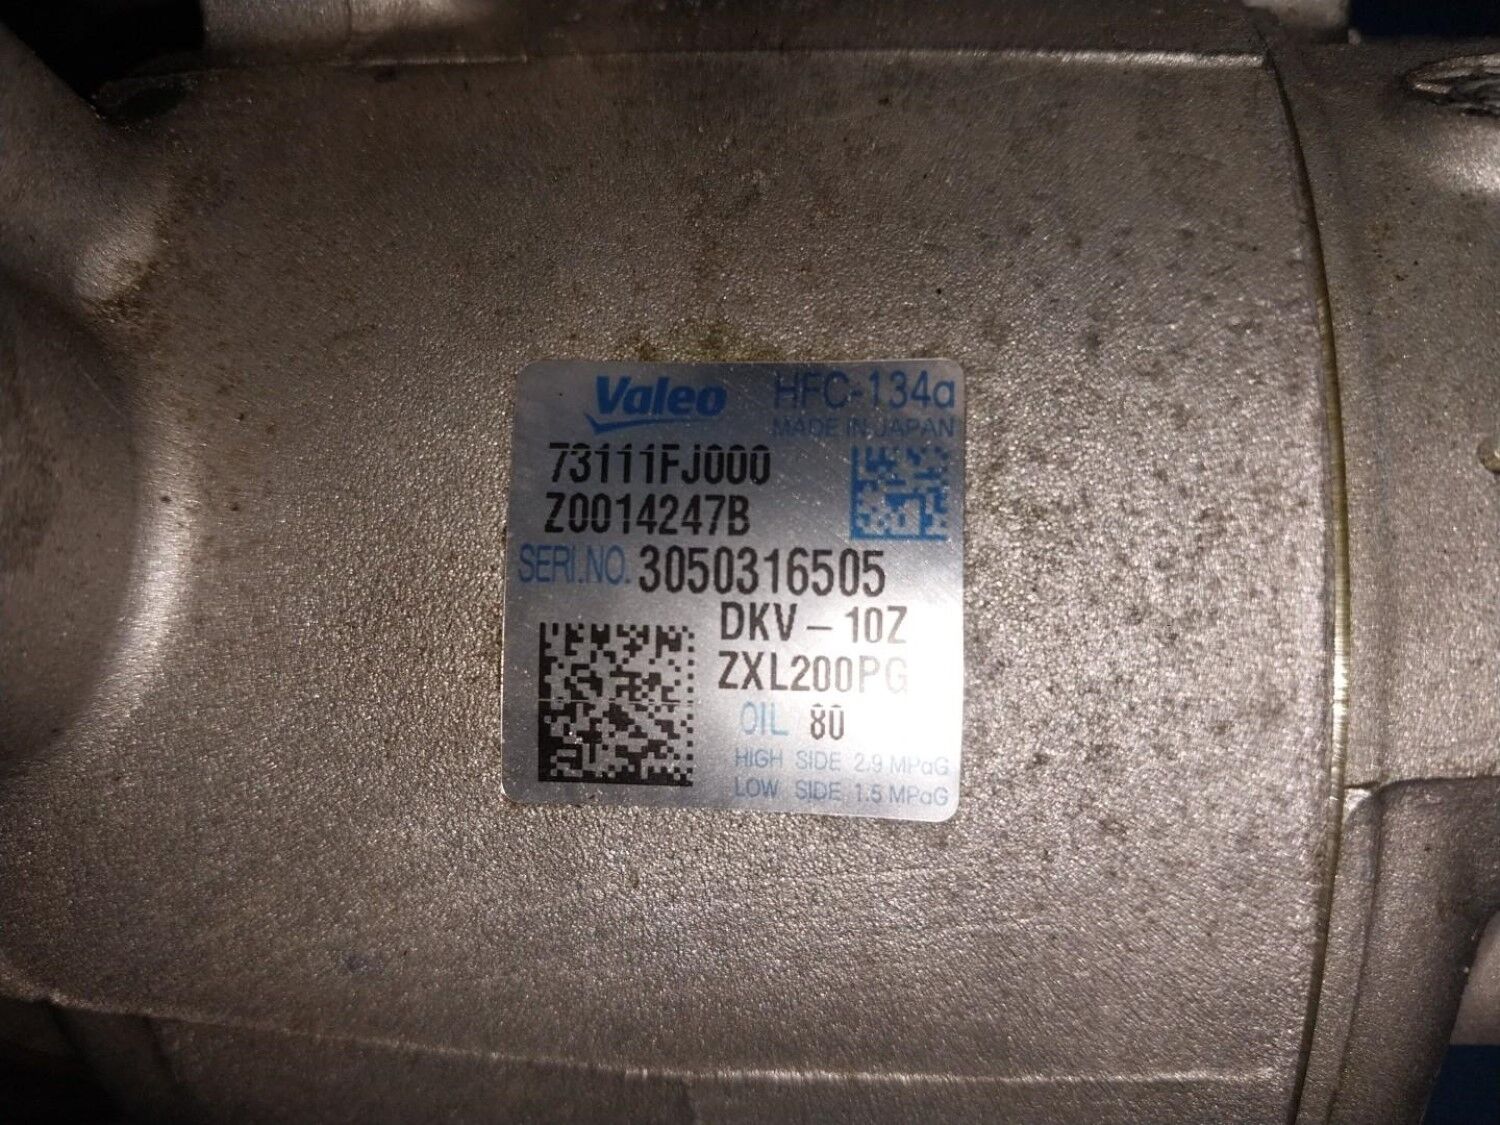 Valeo HFC-134a
MADE IN JAPAN
73111FJ000
Z0014247B
SERI.NO. 3050316505
DKV-10Z
ZXL200PG
OIL 80
HIGH SIDE 2.9 MPaG
LOW SIDE 1.5 MPaG